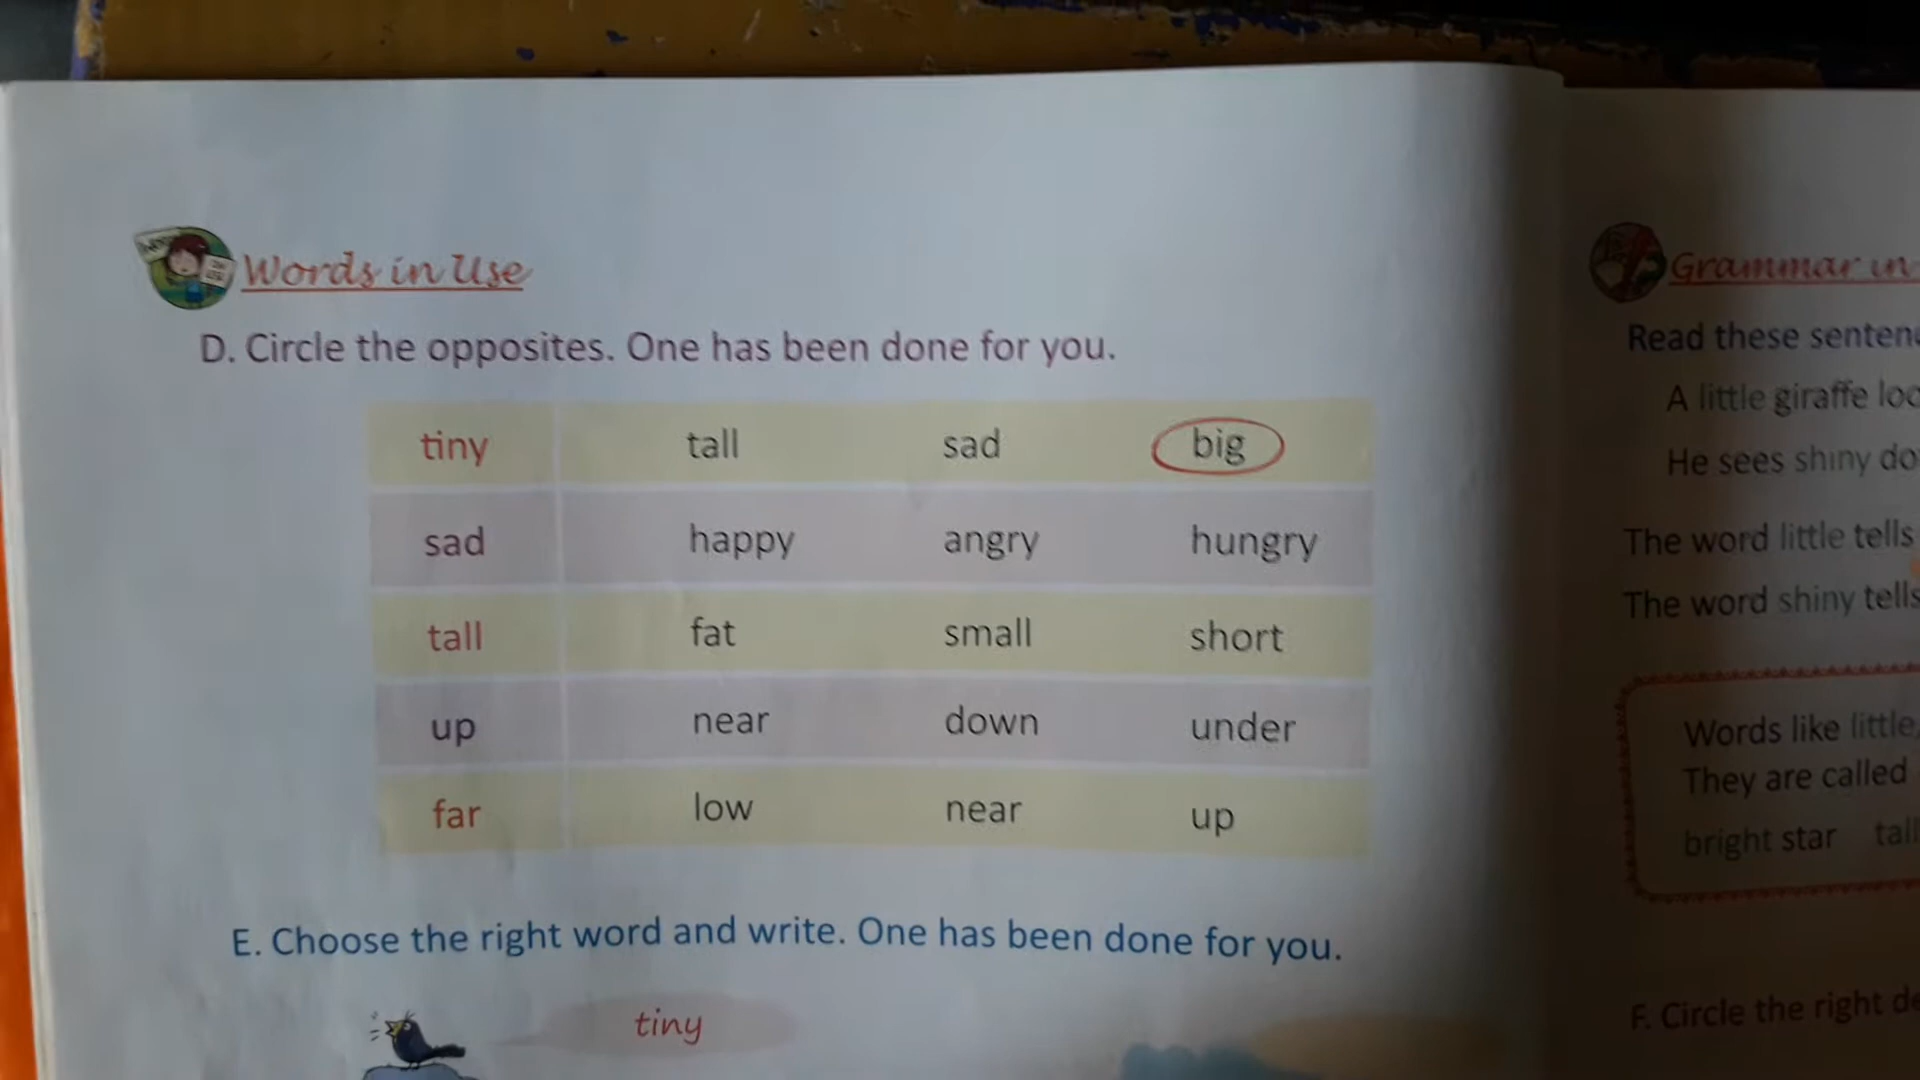 Words in Use
D. Circle the opposites. One has been done for you.
tiny tall sad big
sad happy angry hungry
tall fat small short
up near down under
far low near up
E. Choose the right word and write. One has been done for you.
tiny
Grammar in
Read these
A little giraffe
He sees shiny
The word little tells
The word shiny tells
Words like little,
They are called
bright star tall
F. Circle the right